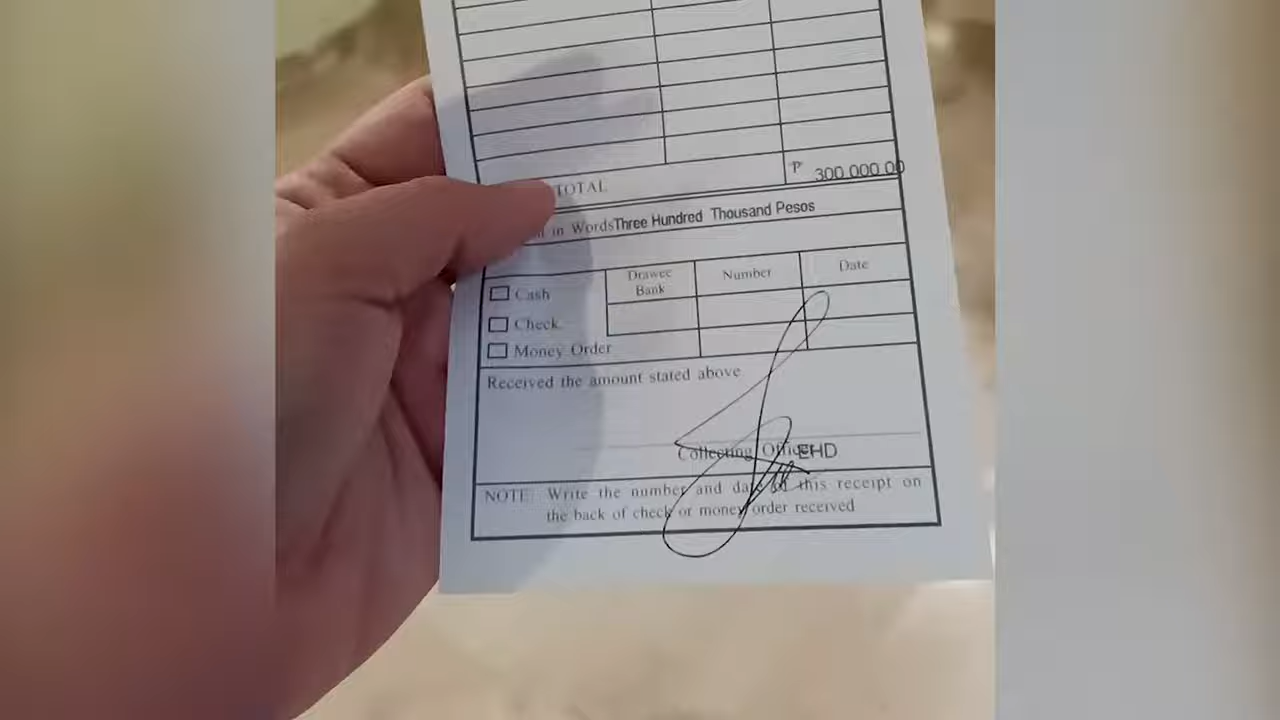 TOTAL
₱ 300,000.00
in Words Three Hundred Thousand Pesos
Drawee Bank
Number
Date
Cash
Check
Money Order
Received the amount stated above.
Collecting Officer EHD
NOTE: Write the number and date of this receipt on
the back of check or money order received